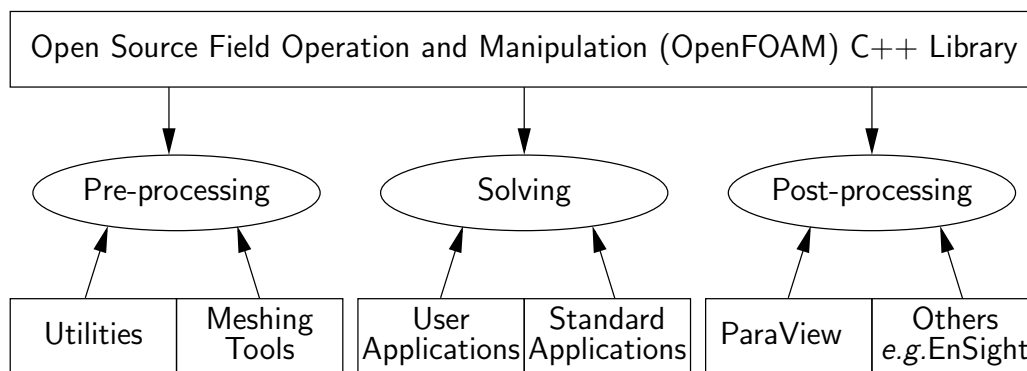 Open Source Field Operation and Manipulation (OpenFOAM) C++ Library
Pre-processing
Solving
Post-processing
Utilities
Meshing
Tools
User
Applications
Standard
Applications
ParaView
Others
e.g.EnSight